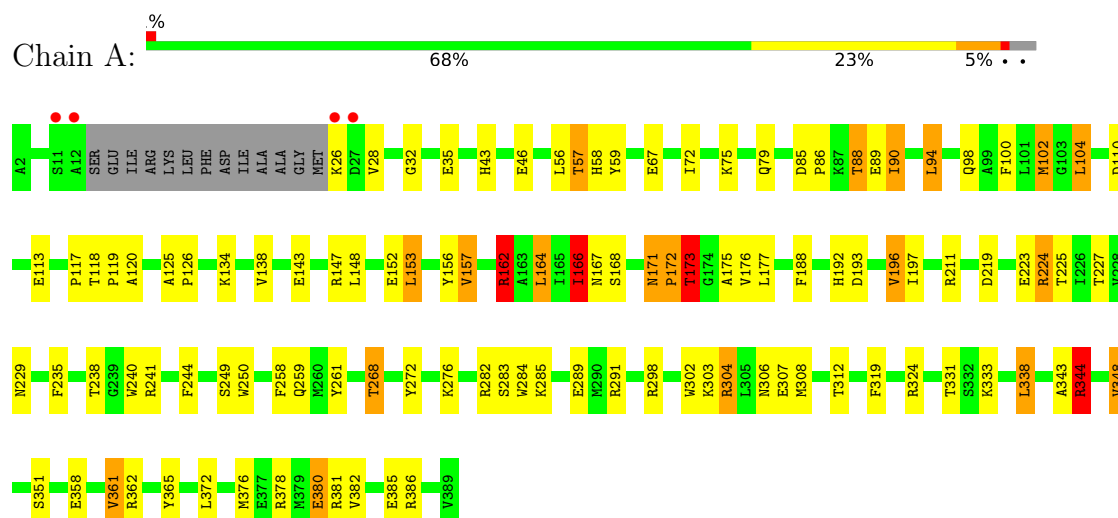 .%
Chain A:
68% 23% 5% • •
A2 S11 A12 SER GLU ILE ARG LYS LEU PHE ASP ILE ALA ALA GLY MET K26 D27 V28 G32 E35 H43 E46 L56 T57 H58 Y59 E67 I72 K75 Q79 D85 P86 K87 T88 E89 I90 L94 Q98 A99 F100 L101 M102 G103 L104 D110
E113 P117 T118 P119 A120 A125 P126 K134 V138 E143 R147 L148 E152 L153 Y156 V157 R162 A163 L164 I165 I166 N167 S168 N171 P172 T173 G174 A175 V176 L177 F188 H192 D193 V196 I197 R211 D219 E223 R224 T225 I226 T227 V228
N229 F235 T238 G239 W240 R241 F244 S249 W250 F258 Q259 M260 Y261 T268 Y272 K276 R282 S283 W284 K285 E289 M290 R291 R298 W302 K303 R304 L305 N306 E307 M308 T312 F319 R324 T331 S332 K333 L338 A343 R344 V348
S351 E358 V361 R362 Y365 L372 M376 E377 R378 M379 E380 R381 V382 E385 R386 V389